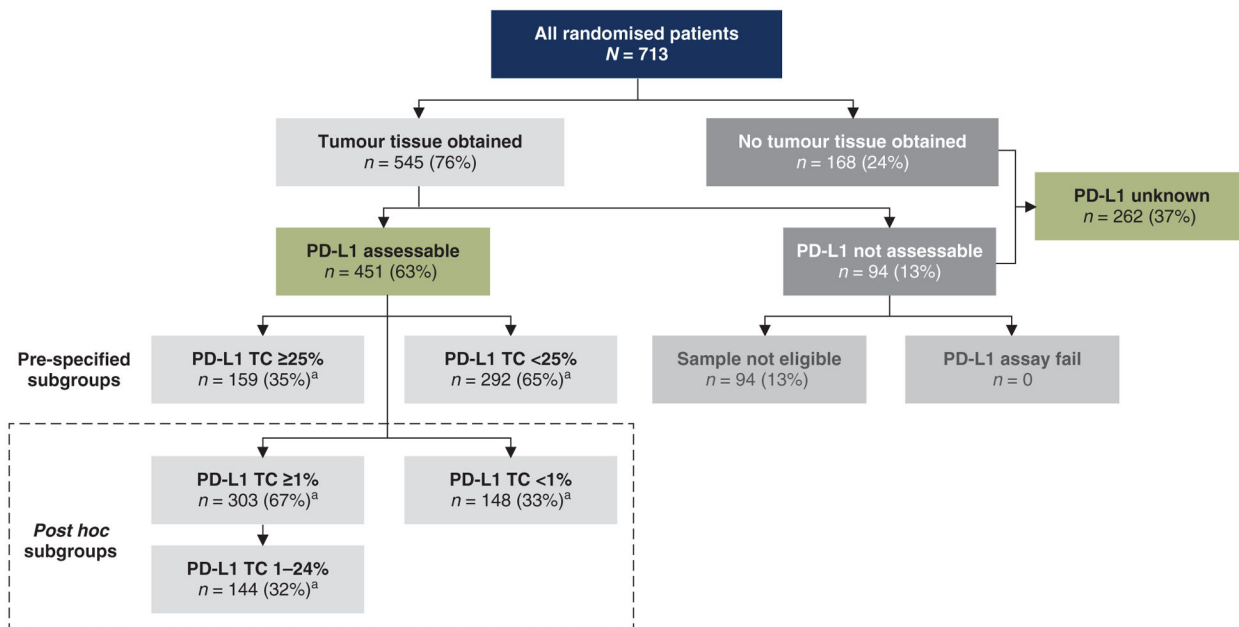 All randomised patients
N = 713
Tumour tissue obtained
n = 545 (76%)
No tumour tissue obtained
n = 168 (24%)
PD-L1 unknown
n = 262 (37%)
PD-L1 assessable
n = 451 (63%)
PD-L1 not assessable
n = 94 (13%)
Pre-specified
subgroups
PD-L1 TC ≥25%
n = 159 (35%)ᵃ
PD-L1 TC <25%
n = 292 (65%)ᵃ
Sample not eligible
n = 94 (13%)
PD-L1 assay fail
n = 0
Post hoc
subgroups
PD-L1 TC ≥1%
n = 303 (67%)ᵃ
PD-L1 TC <1%
n = 148 (33%)ᵃ
PD-L1 TC 1–24%
n = 144 (32%)ᵃ